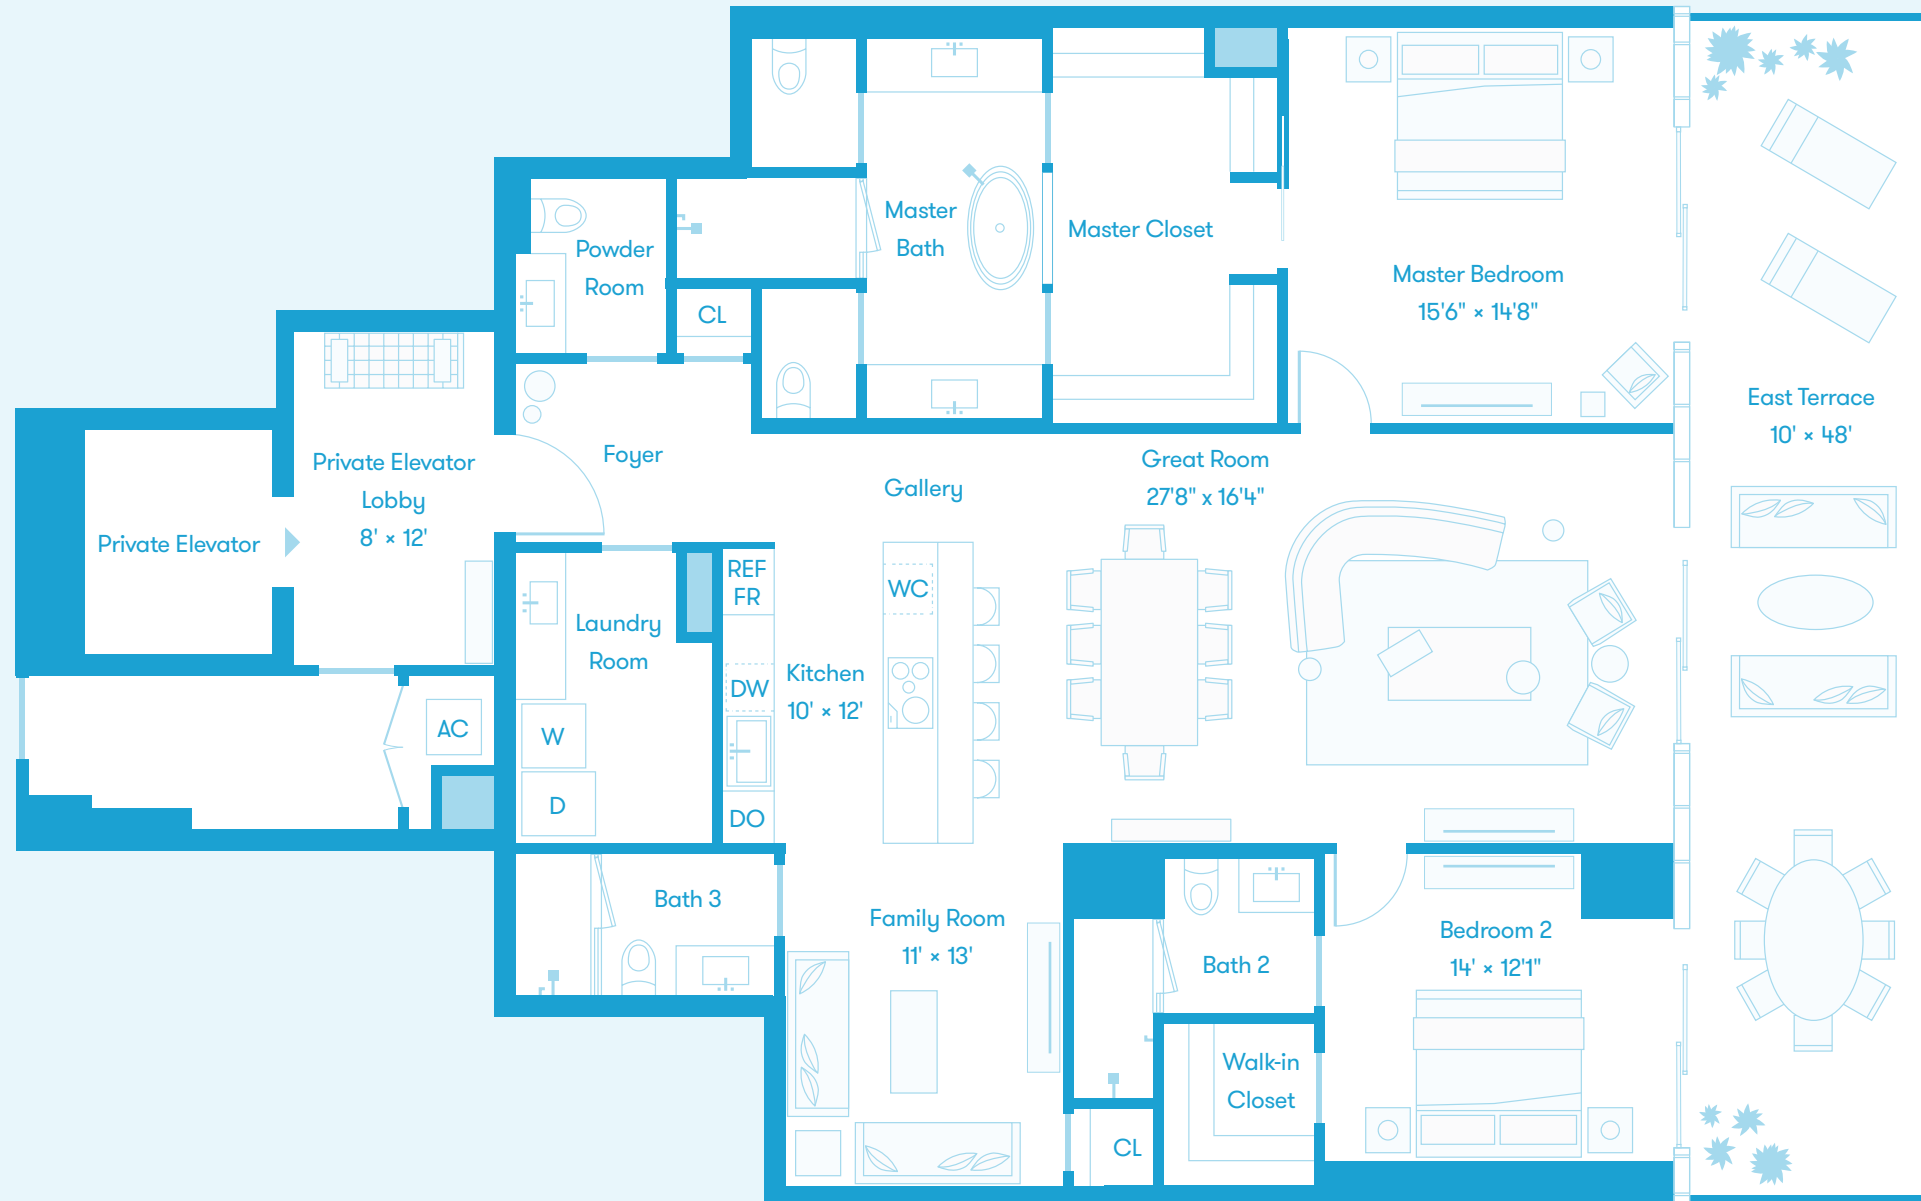 Master
Bath
Master Closet
Powder
Room
CL
Master Bedroom
15'6" × 14'8"
East Terrace
10' × 48'
Private Elevator
Lobby
8' × 12'
Foyer
Gallery
Great Room
27'8" x 16'4"
Private Elevator
REF
FR
WC
Laundry
Room
Kitchen
10' × 12'
DW
AC
W
D
DO
Bath 3
Family Room
11' × 13'
Bath 2
Bedroom 2
14' × 12'1"
Walk-in
Closet
CL